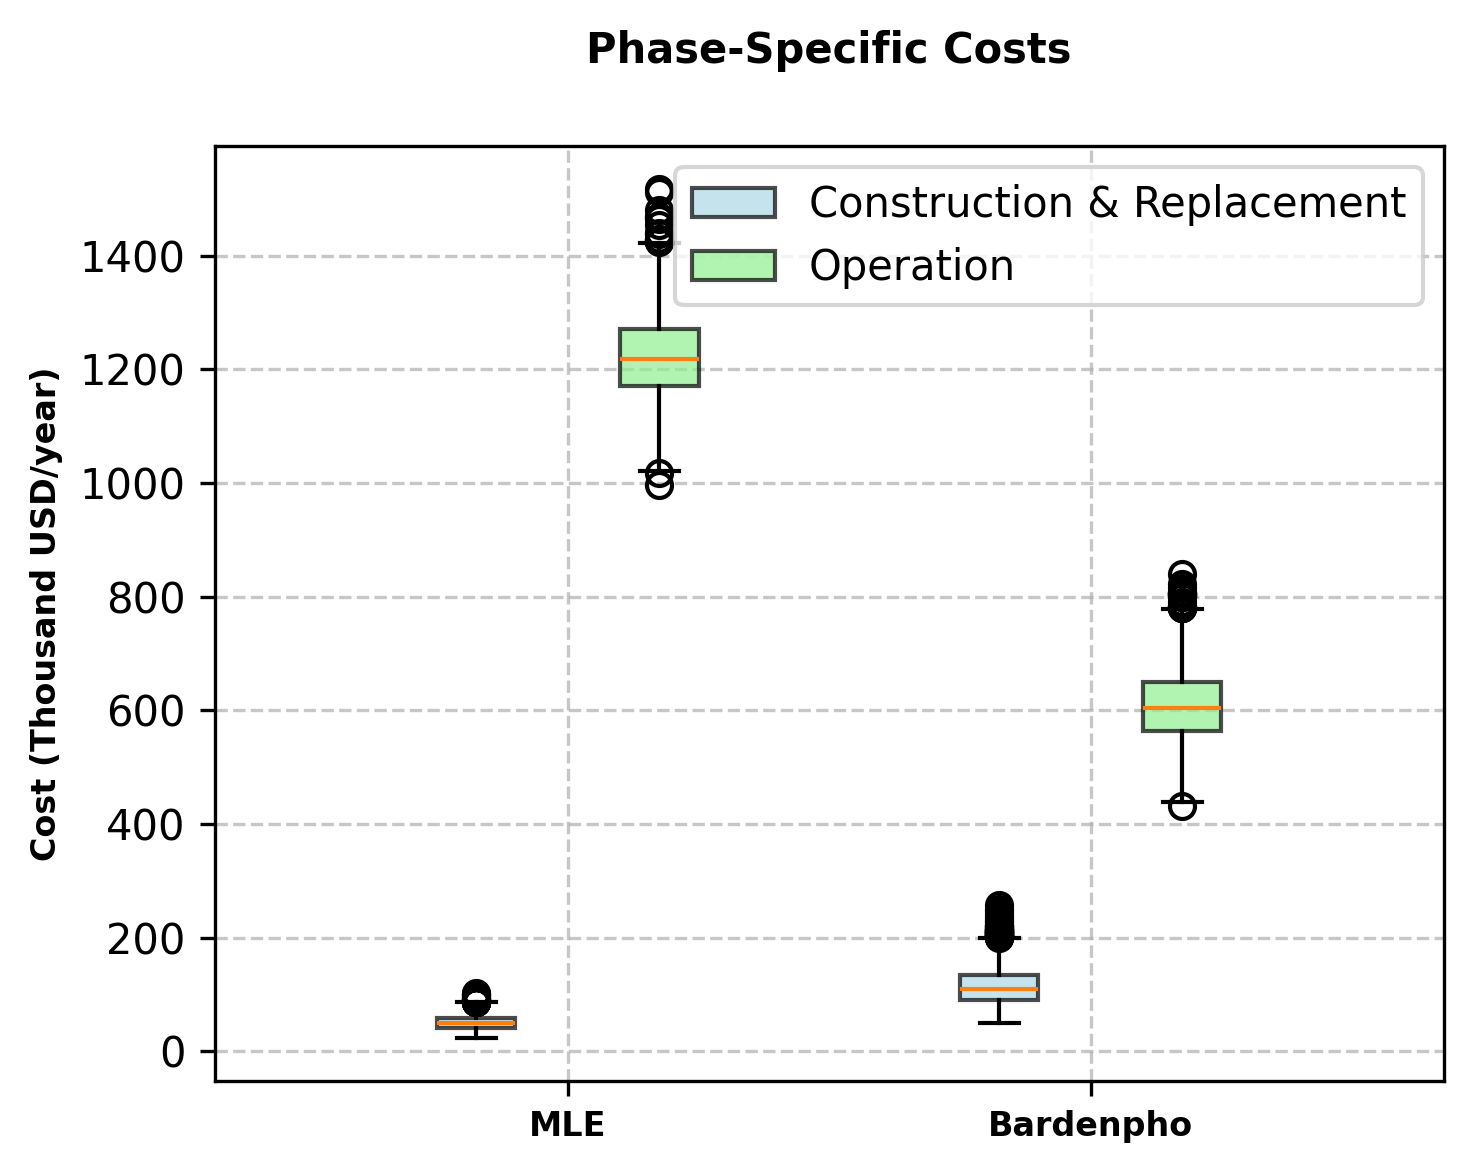 Phase-Specific Costs
Construction & Replacement
Operation
Cost (Thousand USD/year)
1400
1200
1000
800
600
400
200
0
MLE
Bardenpho